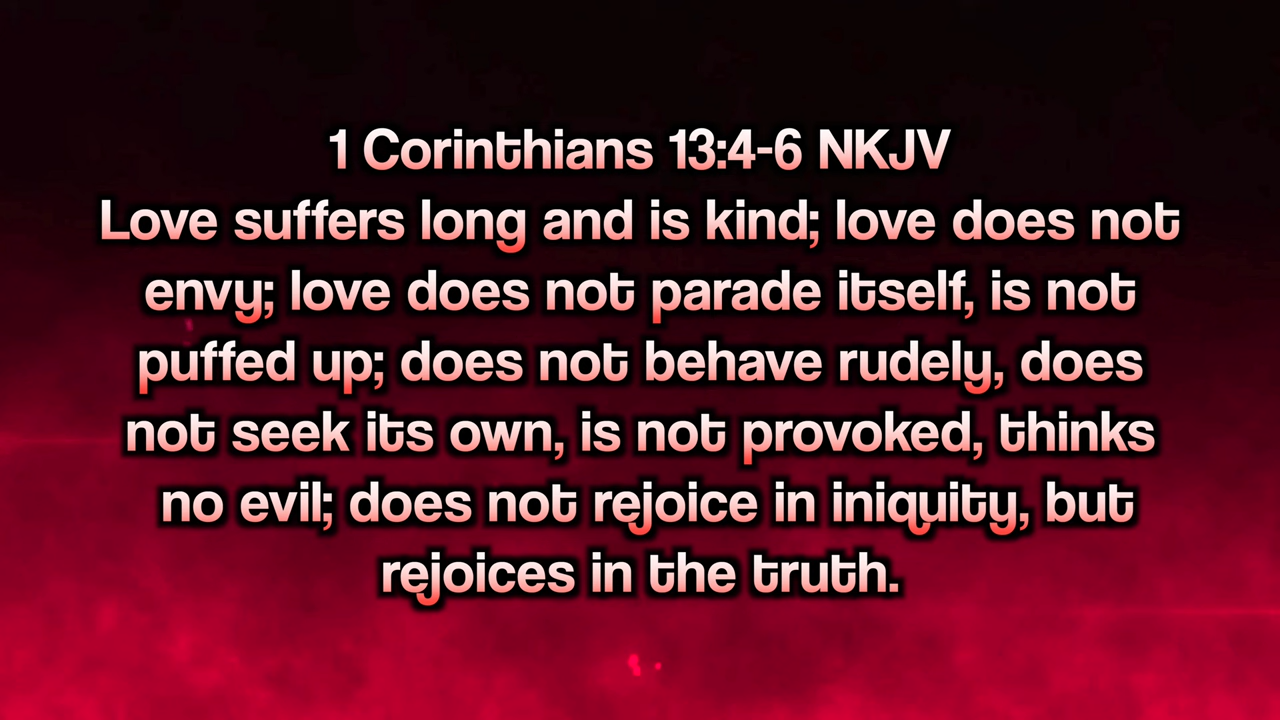 1 Corinthians 13:4-6 NKJV
Love suffers long and is kind; love does not
envy; love does not parade itself, is not
puffed up; does not behave rudely, does
not seek its own, is not provoked, thinks
no evil; does not rejoice in iniquity, but
rejoices in the truth.